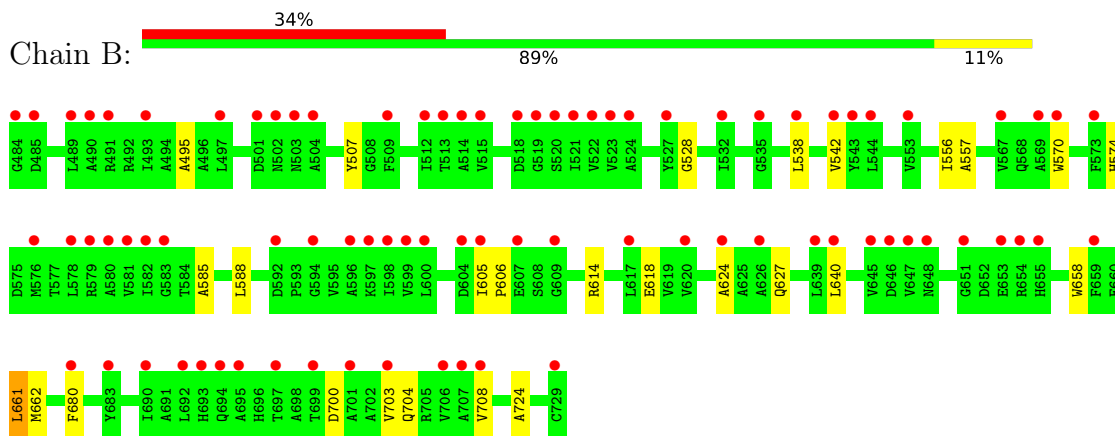 34%
Chain B:
89% 11%
G484 D485 L489 A490 R491 R492 I493 A494 A495 A496 L497 D501 N502 N503 A504 Y507 G508 F509 I512 T513 A514 V515 D518 G519 S520 I521 V522 V523 A524 Y527 G528 I532 G535 L538 V542 Y543 L544 V553 I556 A557 V567 Q568 A569 W570 F573 H574
D575 M576 T577 L578 R579 A580 V581 I582 G583 T584 A585 L588 D592 P593 G594 V595 A596 K597 I598 V599 L600 D604 I605 P606 E607 S608 G609 R614 L617 E618 V619 V620 A624 A625 A626 Q627 L639 L640 V645 D646 V647 N648 G651 D652 E653 R654 H655 W658 F659 E660
L661 M662 F680 Y683 I690 A691 L692 H693 Q694 A695 H696 T697 A698 T699 D700 A701 A702 V703 Q704 R705 V706 A707 V708 A724 C729